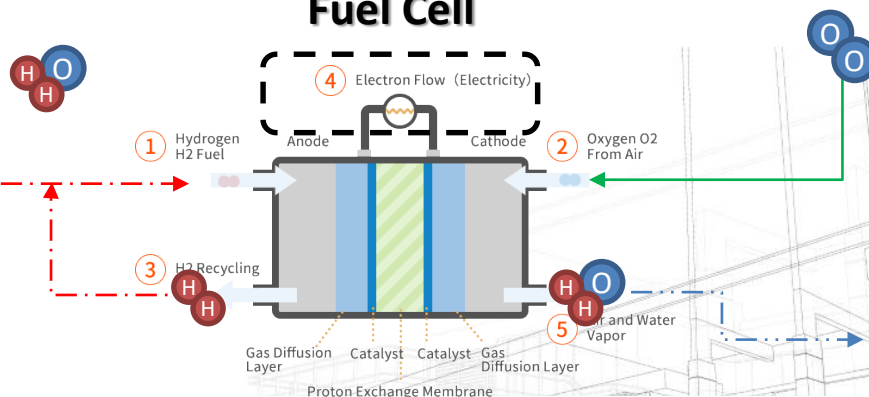 Fuel Cell
H
O
H
O
O
4 Electron Flow（Electricity）
1 Hydrogen
H2 Fuel
Anode
Cathode
2 Oxygen O2
From Air
3 H2 Recycling
H
H
H
O
H
5 Air and Water
Vapor
Gas Diffusion
Layer
Catalyst
Catalyst
Gas
Diffusion Layer
Proton Exchange Membrane